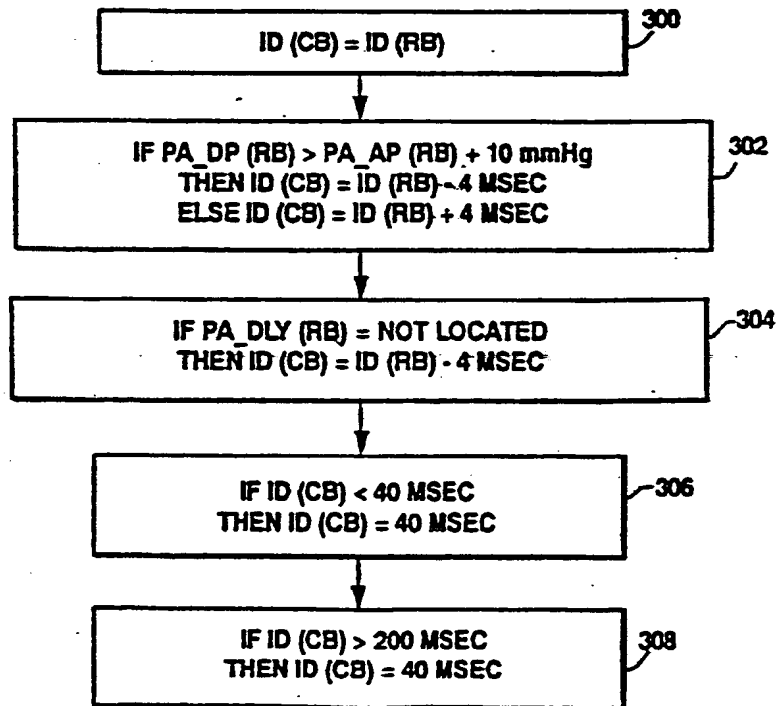 ID (CB) = ID (RB)
300
IF PA_DP (RB) > PA_AP (RB) + 10 mmHg
THEN ID (CB) = ID (RB) - 4 MSEC
ELSE ID (CB) = ID (RB) + 4 MSEC
302
IF PA_DLY (RB) = NOT LOCATED
THEN ID (CB) = ID (RB) - 4 MSEC
304
IF ID (CB) < 40 MSEC
THEN ID (CB) = 40 MSEC
306
IF ID (CB) > 200 MSEC
THEN ID (CB) = 40 MSEC
308